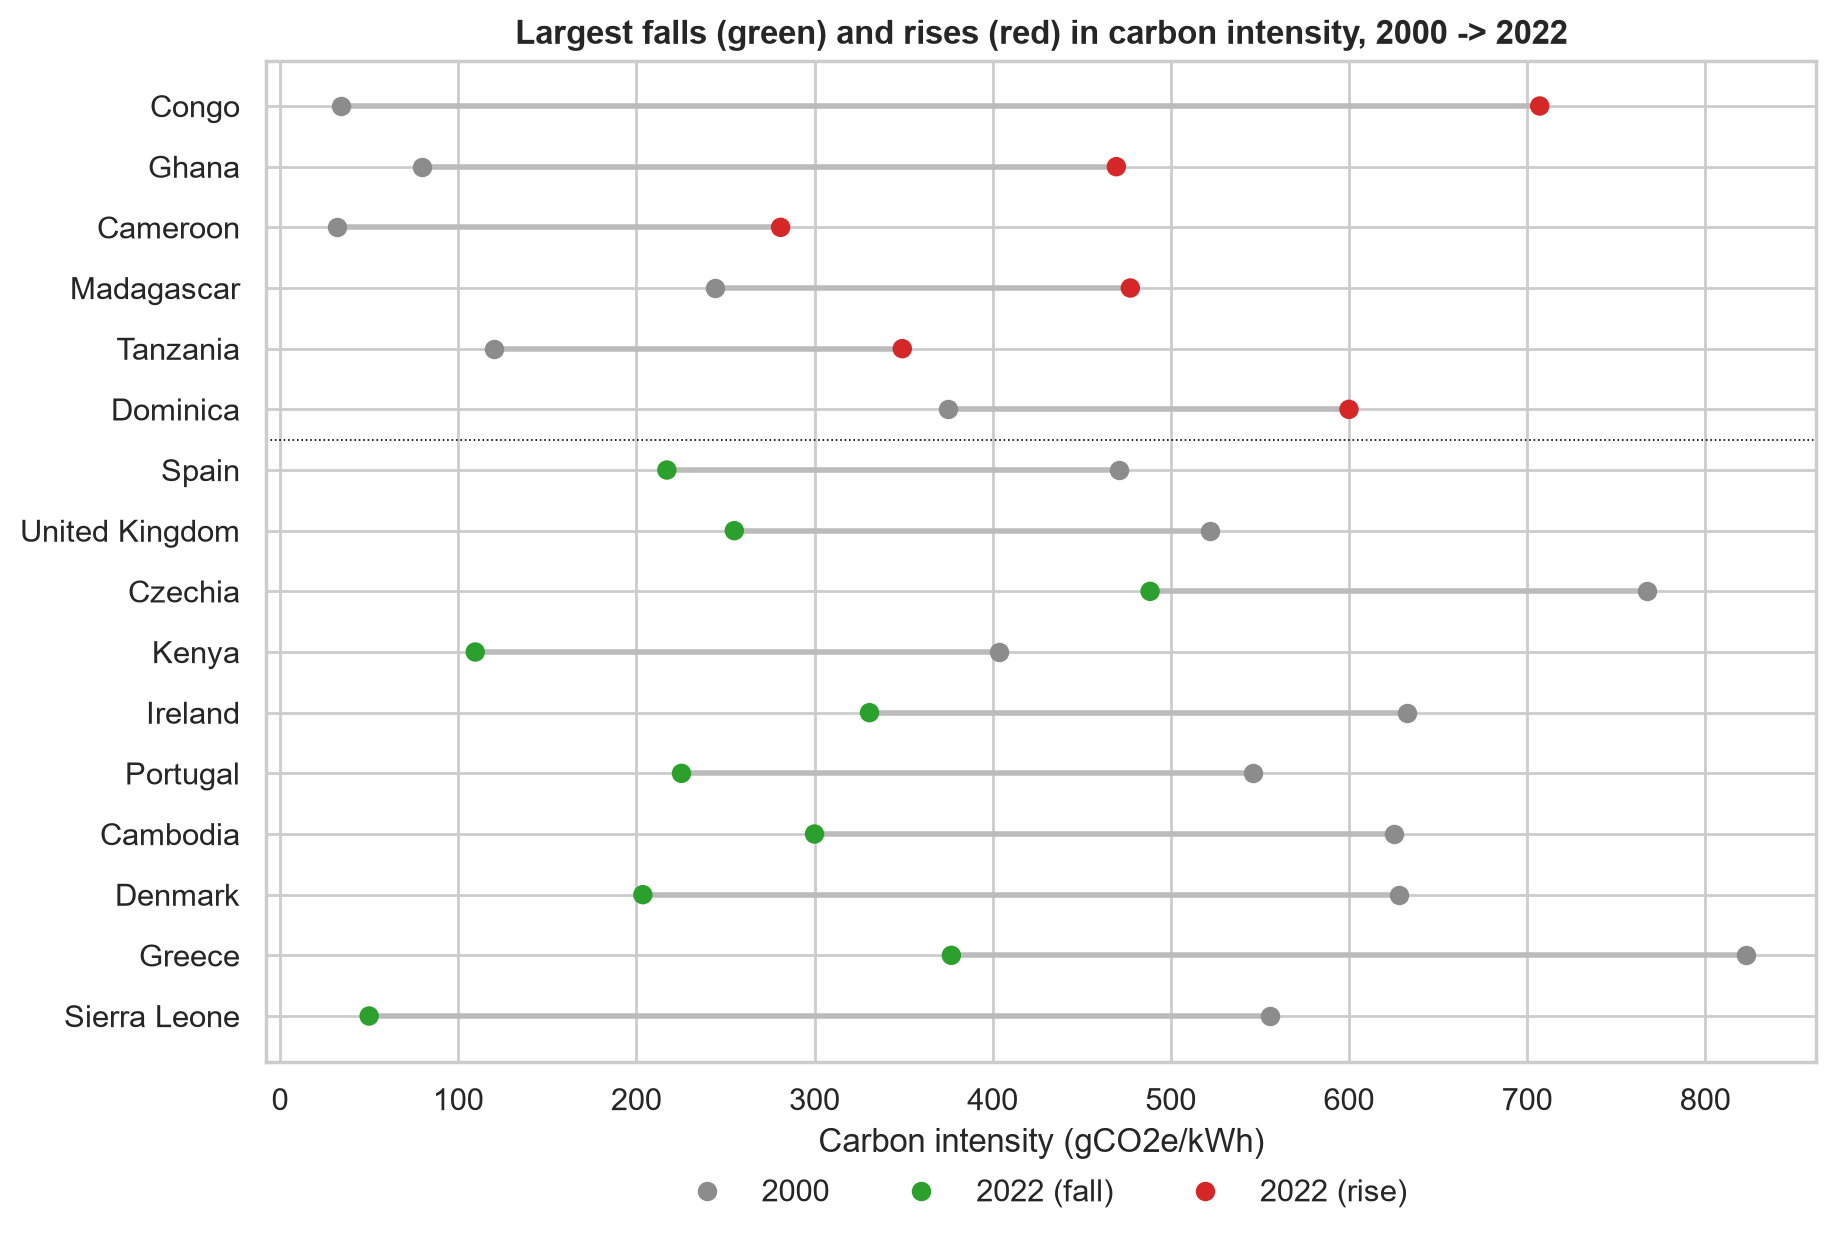 Largest falls (green) and rises (red) in carbon intensity, 2000 -> 2022
Congo
Ghana
Cameroon
Madagascar
Tanzania
Dominica
Spain
United Kingdom
Czechia
Kenya
Ireland
Portugal
Cambodia
Denmark
Greece
Sierra Leone
0 100 200 300 400 500 600 700 800
Carbon intensity (gCO2e/kWh)
2000 2022 (fall) 2022 (rise)